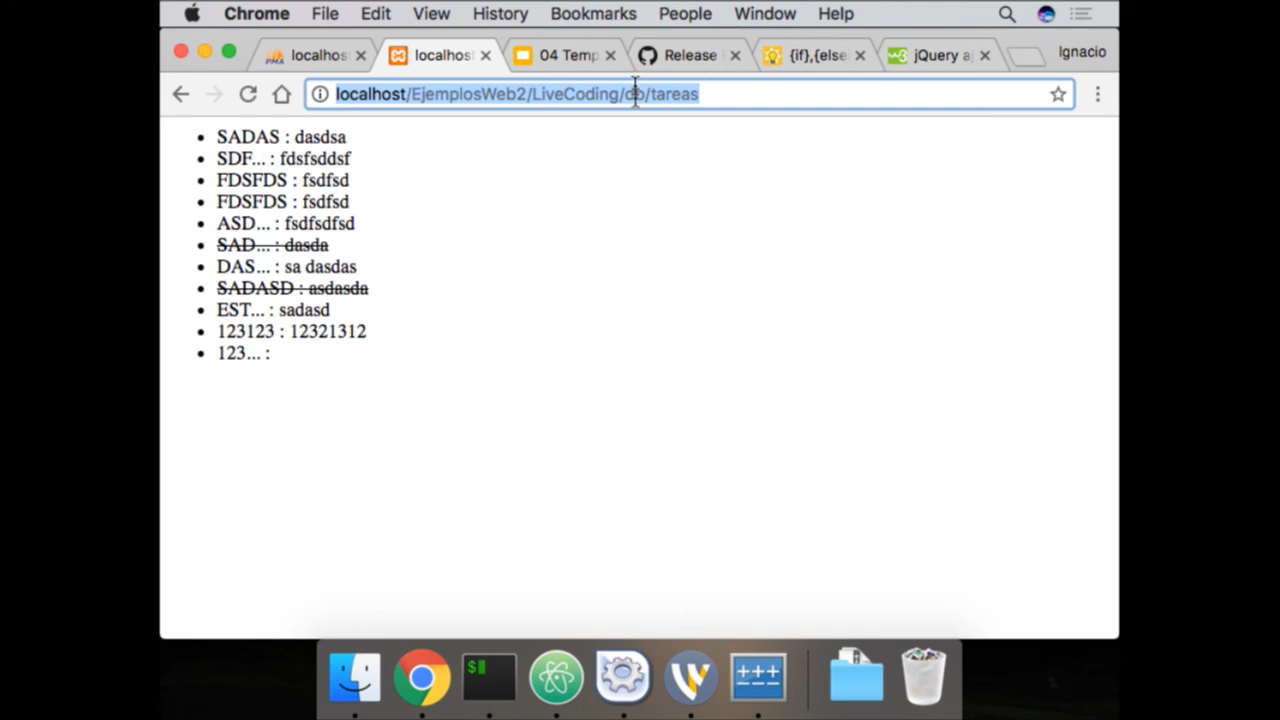 Chrome File Edit View History Bookmarks People Window Help
localhost localhost 04 Temp Release {if},{else jQuery aj Ignacio
localhost/EjemplosWeb2/LiveCoding/db/tareas
• SADAS : dasdsa
• SDF... : fdsfsddsf
• FDSFDS : fsdfsd
• FDSFDS : fsdfsd
• ASD... : fsdfsdfsd
• SAD... : dasda
• DAS... : sa dasdas
• SADASD : asdasda
• EST... : sadasd
• 123123 : 12321312
• 123... :
$
+++